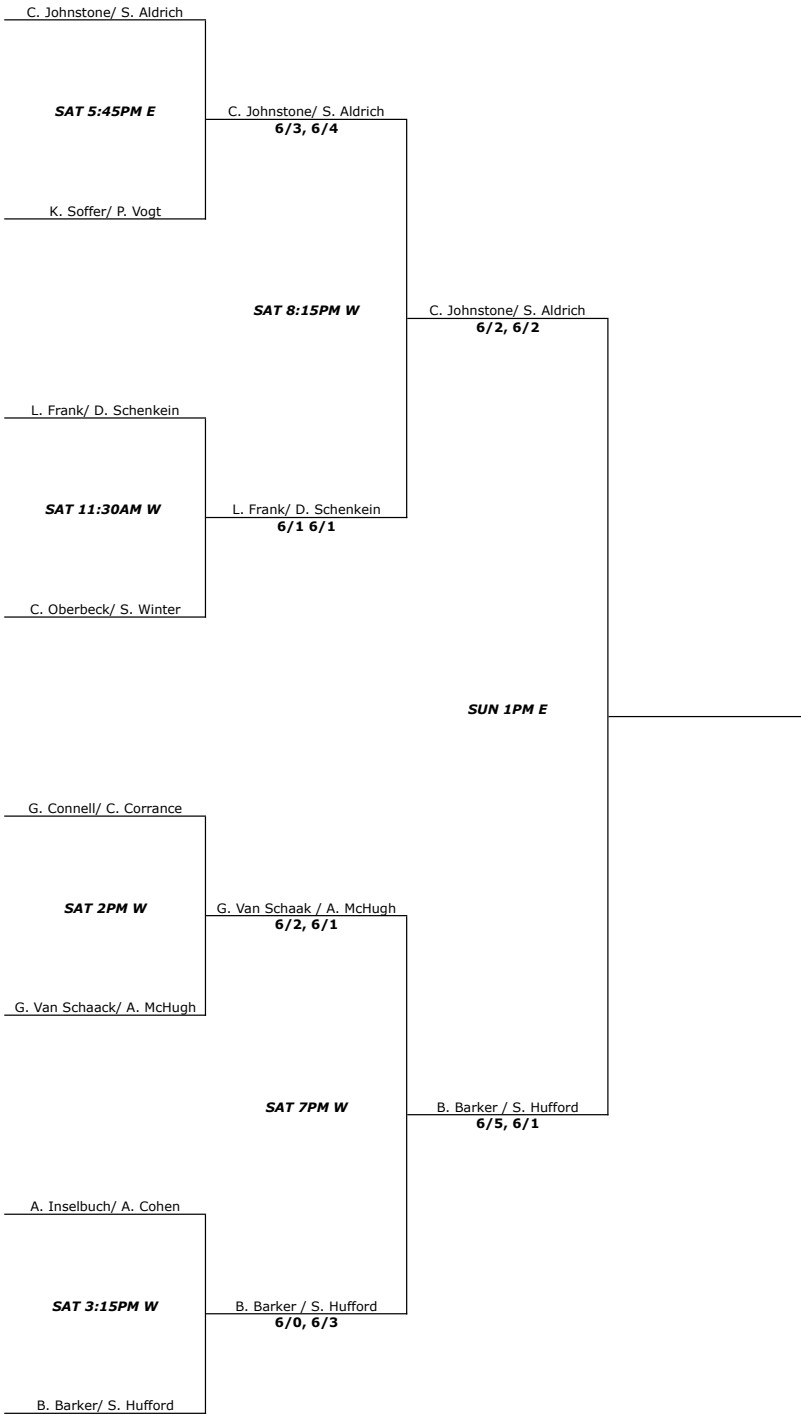 C. Johnstone/ S. Aldrich
SAT 5:45PM E
C. Johnstone/ S. Aldrich
6/3, 6/4
K. Soffer/ P. Vogt
SAT 8:15PM W
C. Johnstone/ S. Aldrich
6/2, 6/2
L. Frank/ D. Schenkein
SAT 11:30AM W
L. Frank/ D. Schenkein
6/1 6/1
C. Oberbeck/ S. Winter
SUN 1PM E
G. Connell/ C. Corrance
SAT 2PM W
G. Van Schaak / A. McHugh
6/2, 6/1
G. Van Schaack/ A. McHugh
SAT 7PM W
B. Barker / S. Hufford
6/5, 6/1
A. Inselbuch/ A. Cohen
SAT 3:15PM W
B. Barker / S. Hufford
6/0, 6/3
B. Barker/ S. Hufford